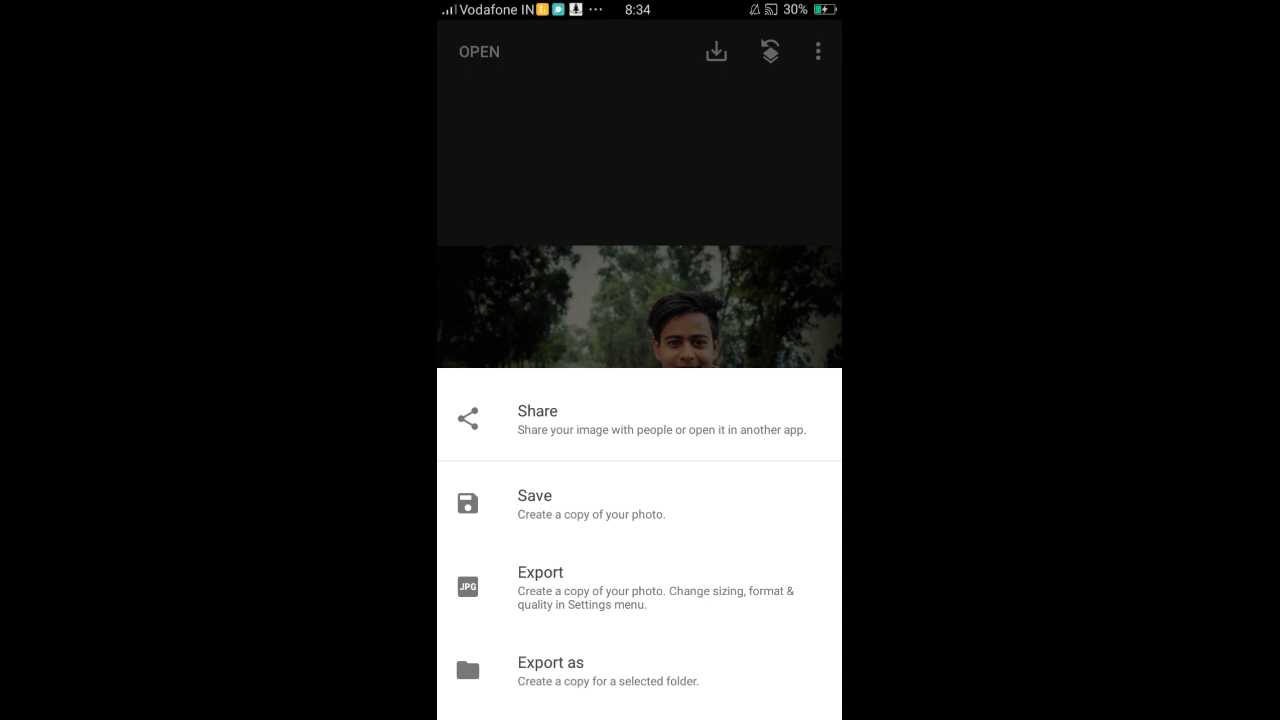 Vodafone IN 8:34 30%
OPEN
Share
Share your image with people or open it in another app.
Save
Create a copy of your photo.
Export
JPG
Create a copy of your photo. Change sizing, format &
quality in Settings menu.
Export as
Create a copy for a selected folder.